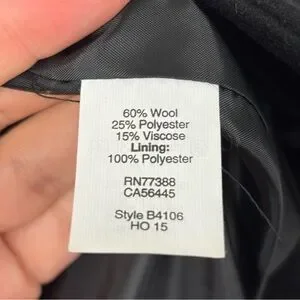 60% Wool
25% Polyester
15% Viscose
Lining:
100% Polyester
RN77388
CA56445
Style B4106
HO 15